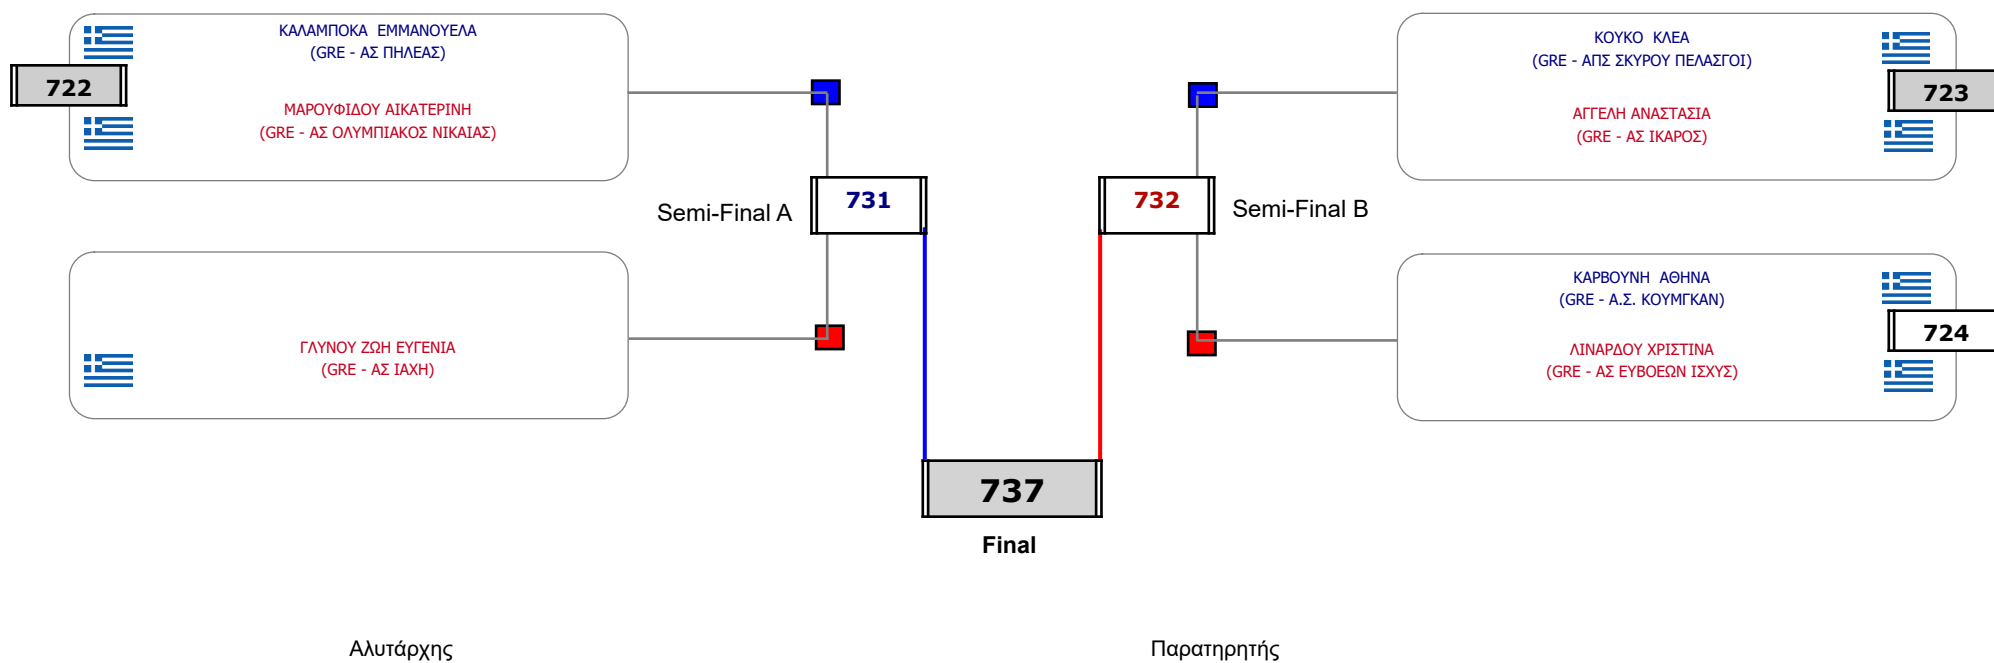 ΚΑΛΑΜΠΟΚΑ ΕΜΜΑΝΟΥΕΛΑ
(GRE - ΑΣ ΠΗΛΕΑΣ)
722
ΜΑΡΟΥΦΙΔΟΥ ΑΙΚΑΤΕΡΙΝΗ
(GRE - ΑΣ ΟΛΥΜΠΙΑΚΟΣ ΝΙΚΑΙΑΣ)
ΚΟΥΚΟ ΚΛΕΑ
(GRE - ΑΠΣ ΣΚΥΡΟΥ ΠΕΛΑΣΓΟΙ)
723
ΑΓΓΕΛΗ ΑΝΑΣΤΑΣΙΑ
(GRE - ΑΣ ΙΚΑΡΟΣ)
Semi-Final A
731
732
Semi-Final B
ΓΛΥΝΟΥ ΖΩΗ ΕΥΓΕΝΙΑ
(GRE - ΑΣ ΙΑΧΗ)
ΚΑΡΒΟΥΝΗ ΑΘΗΝΑ
(GRE - Α.Σ. ΚΟΥΜΓΚΑΝ)
724
ΛΙΝΑΡΔΟΥ ΧΡΙΣΤΙΝΑ
(GRE - ΑΣ ΕΥΒΟΕΩΝ ΙΣΧΥΣ)
737
Final
Αλυτάρχης
Παρατηρητής